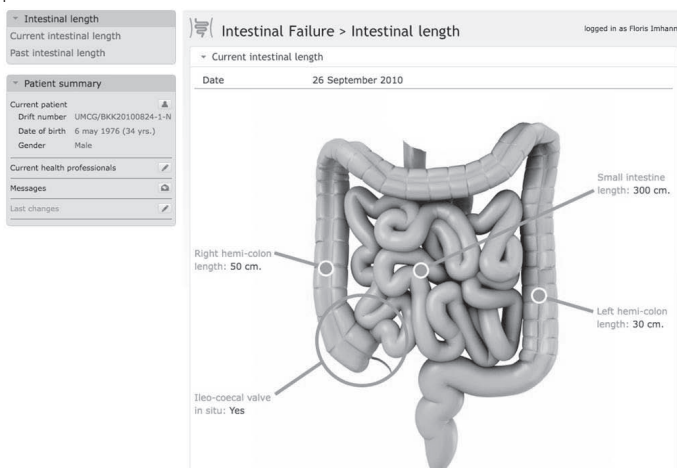 Intestinal length
Current intestinal length
Past intestinal length
Patient summary
Current patient
Drift number UMCG/BKK20100824-1-N
Date of birth 6 may 1976 (34 yrs.)
Gender Male
Current health professionals
Messages
Last changes
Intestinal Failure > Intestinal length
logged in as Floris Imhann
Current intestinal length
Date 26 September 2010
Small intestine
length: 300 cm.
Right hemi-colon
length: 50 cm.
Left hemi-colon
length: 30 cm.
Ileo-coecal valve
in situ: Yes